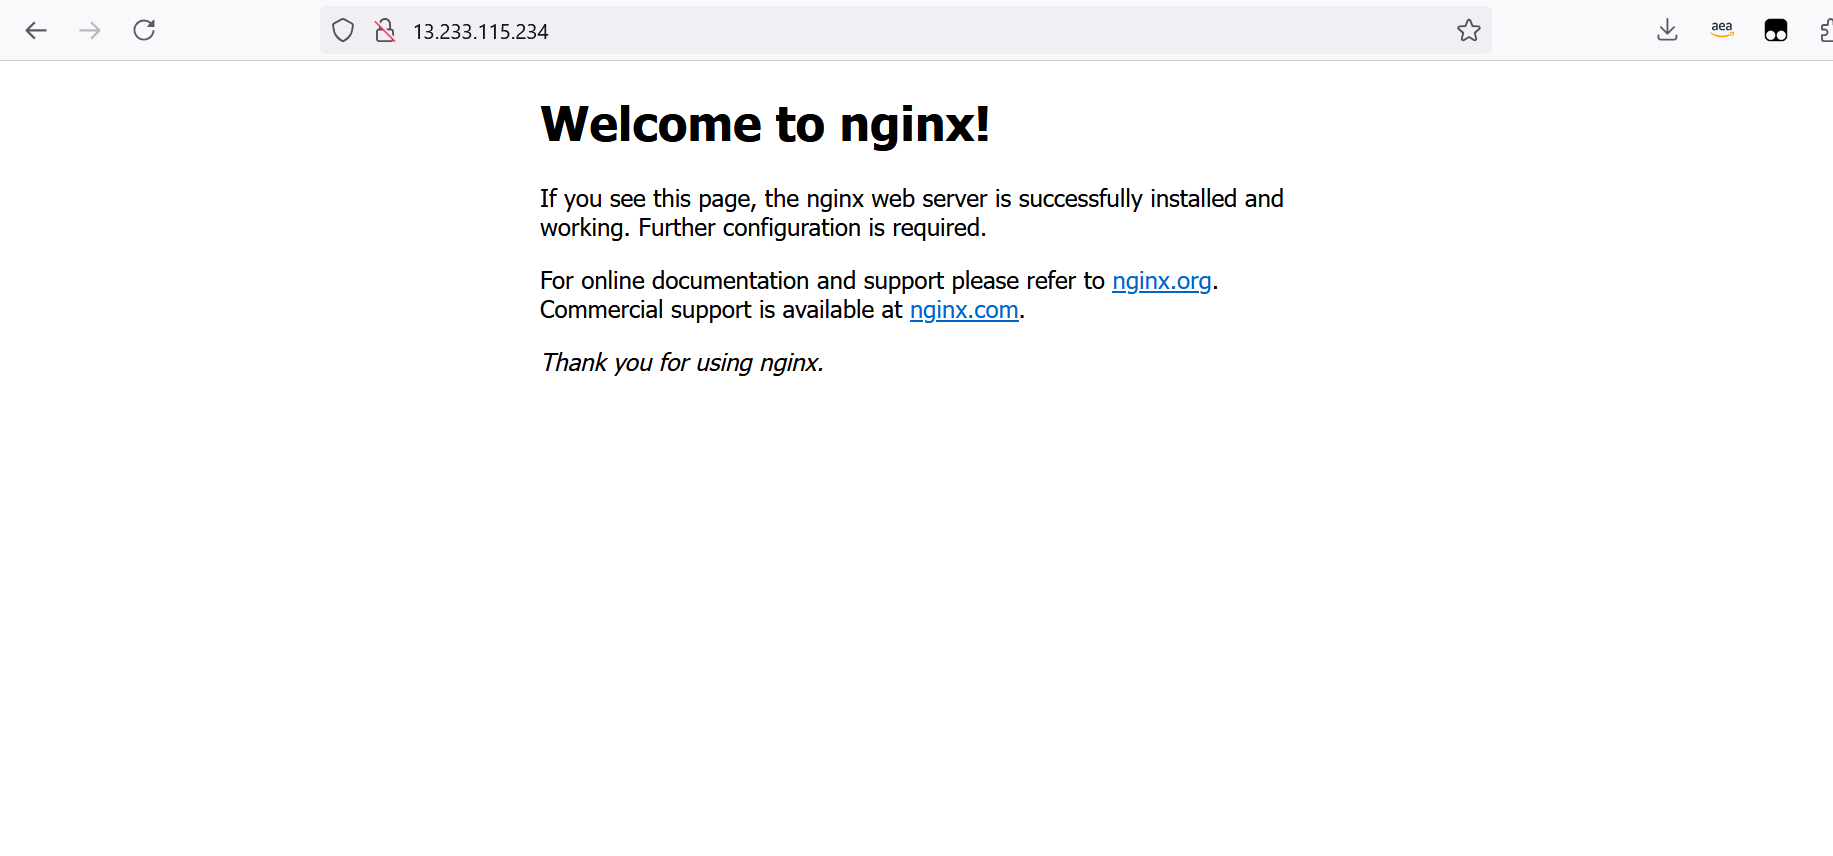 13.233.115.234
aea
Welcome to nginx!
If you see this page, the nginx web server is successfully installed and
working. Further configuration is required.
For online documentation and support please refer to nginx.org.
Commercial support is available at nginx.com.
Thank you for using nginx.